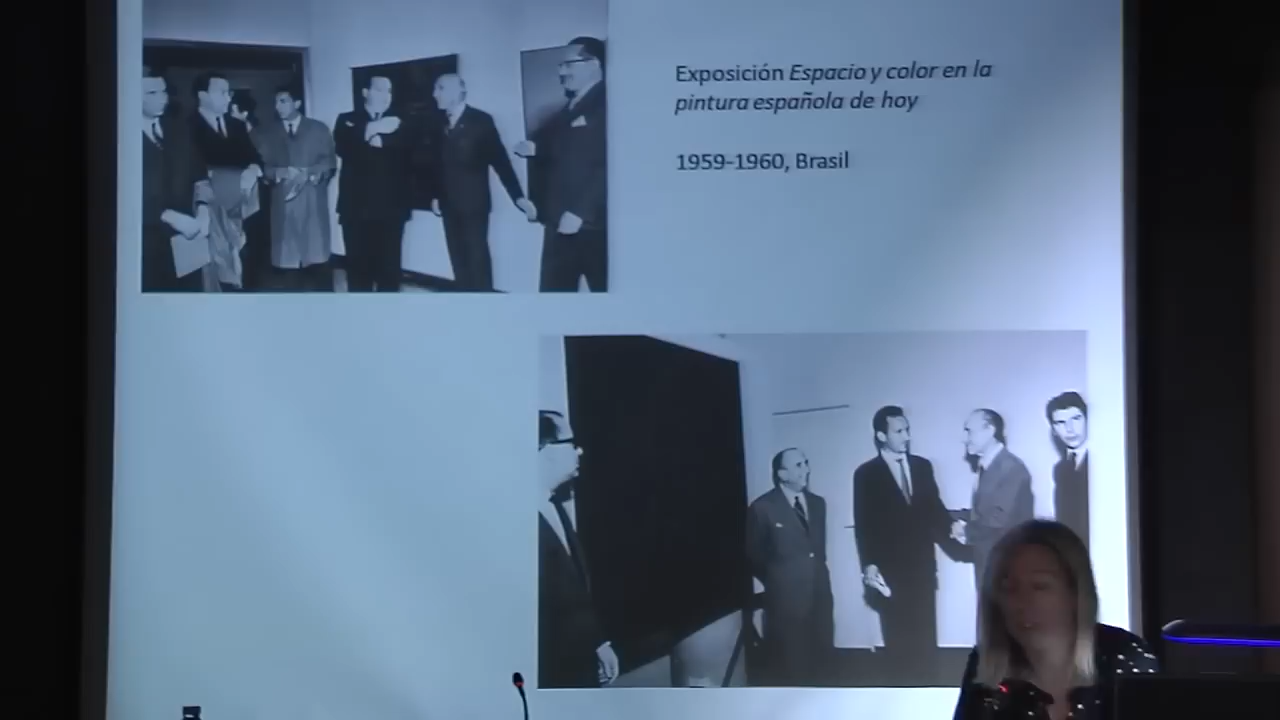 Exposición Espacio y color en la
pintura española de hoy
1959-1960, Brasil